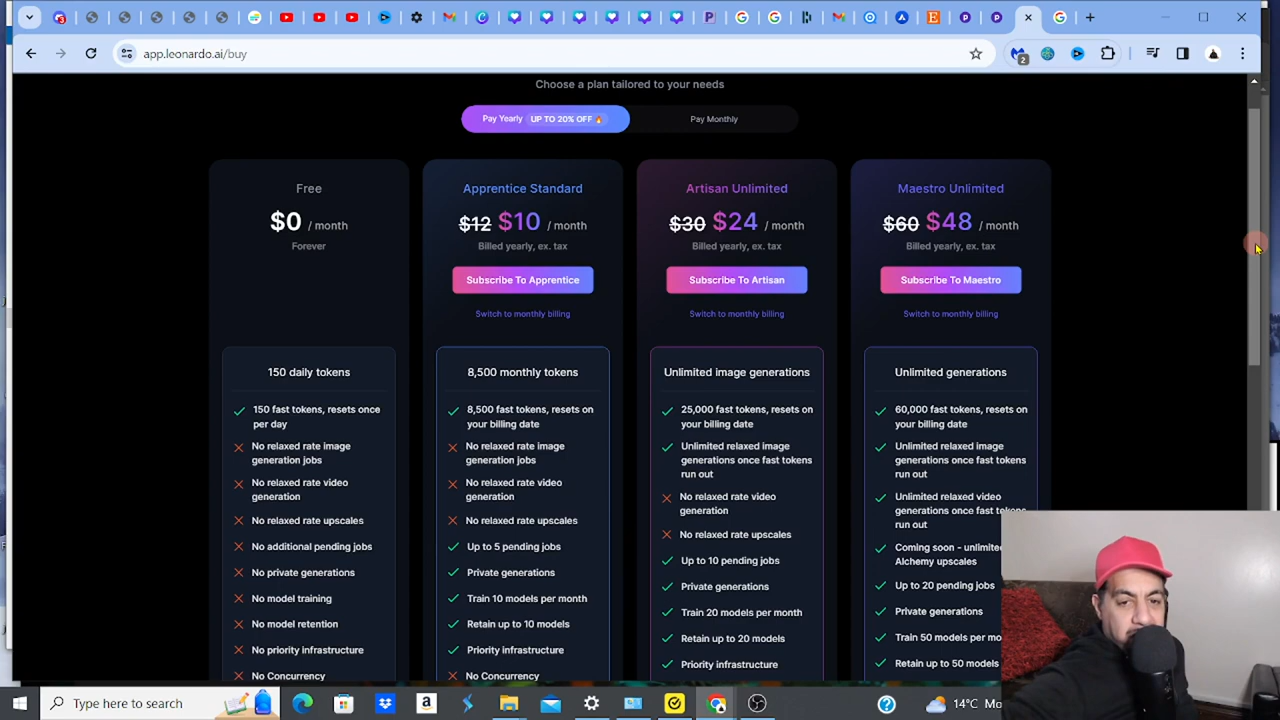 app.leonardo.ai/buy
2
Choose a plan tailored to your needs
Pay Yearly UP TO 20% OFF 🔥
Pay Monthly
Free
$0 / month
Forever
150 daily tokens
150 fast tokens, resets once
per day
No relaxed rate image
generation jobs
No relaxed rate video
generation
No relaxed rate upscales
No additional pending jobs
No private generations
No model training
No model retention
No priority infrastructure
No Concurrency
Apprentice Standard
$12 $10 / month
Billed yearly, ex. tax
Subscribe To Apprentice
Switch to monthly billing
8,500 monthly tokens
8,500 fast tokens, resets on
your billing date
No relaxed rate image
generation jobs
No relaxed rate video
generation
No relaxed rate upscales
Up to 5 pending jobs
Private generations
Train 10 models per month
Retain up to 10 models
Priority infrastructure
No Concurrency
Artisan Unlimited
$30 $24 / month
Billed yearly, ex. tax
Subscribe To Artisan
Switch to monthly billing
Unlimited image generations
25,000 fast tokens, resets on
your billing date
Unlimited relaxed image
generations once fast tokens
run out
No relaxed rate video
generation
No relaxed rate upscales
Up to 10 pending jobs
Private generations
Train 20 models per month
Retain up to 20 models
Priority infrastructure
Maestro Unlimited
$60 $48 / month
Billed yearly, ex. tax
Subscribe To Maestro
Switch to monthly billing
Unlimited generations
60,000 fast tokens, resets on
your billing date
Unlimited relaxed image
generations once fast tokens
run out
Unlimited relaxed video
generations once fast tokens
run out
Coming soon - unlimite
Alchemy upscales
Up to 20 pending jobs
Private generations
Train 50 models per mo
Retain up to 50 models
Type here to search
14°C Mo